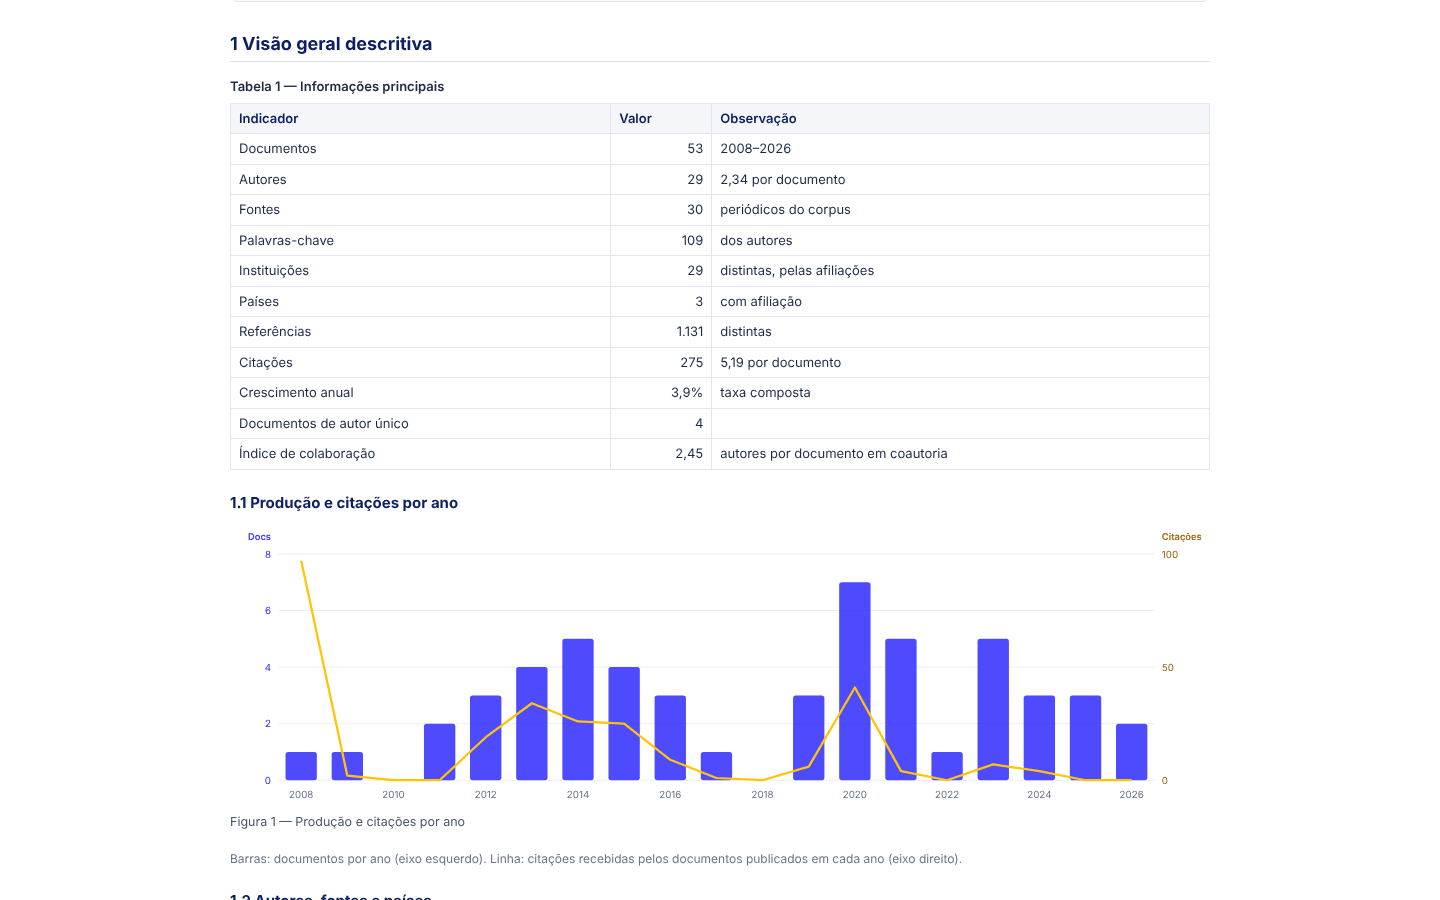 1 Visão geral descritiva
Tabela 1 — Informações principais
Indicador Valor Observação
Documentos 53 2008–2026
Autores 29 2,34 por documento
Fontes 30 periódicos do corpus
Palavras-chave 109 dos autores
Instituições 29 distintas, pelas afiliações
Países 3 com afiliação
Referências 1.131 distintas
Citações 275 5,19 por documento
Crescimento anual 3,9% taxa composta
Documentos de autor único 4
Índice de colaboração 2,45 autores por documento em coautoria
1.1 Produção e citações por ano
Docs Citações
8 100
6
4 50
2
0 0
2008 2010 2012 2014 2016 2018 2020 2022 2024 2026
Figura 1 — Produção e citações por ano
Barras: documentos por ano (eixo esquerdo). Linha: citações recebidas pelos documentos publicados em cada ano (eixo direito).
1.2 Autores, fontes e países